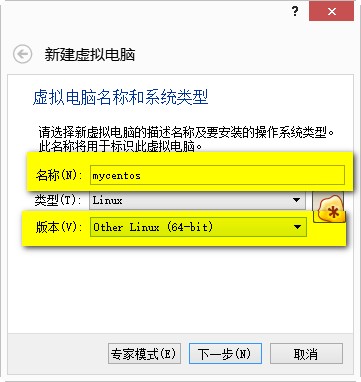 ? X
新建虚拟电脑
虚拟电脑名称和系统类型
请选择新虚拟电脑的描述名称及要安装的操作系统类型。
此名称将用于标识此虚拟电脑。
名称(N): mycentos
类型(T): Linux
版本(V): Other Linux (64-bit)
专家模式(E) 下一步(N) 取消